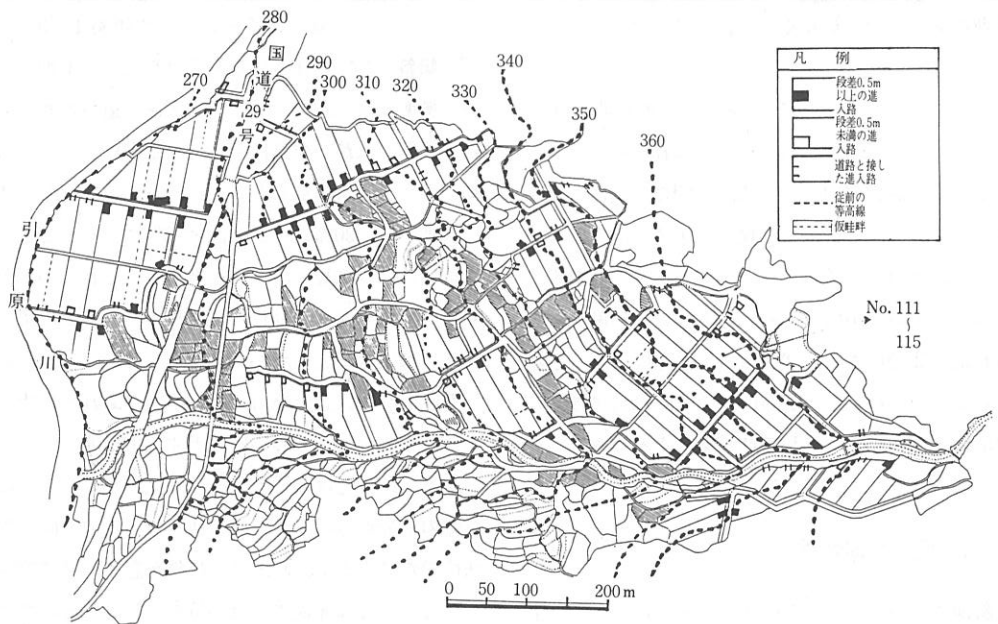 280
国
道
29
号
270
290
300
310
320
330
340
350
360
凡 例
段差0.5m
以上の進
入路
段差0.5m
未満の進
入路
道路と接し
た進入路
従前の
等高線
仮畦畔
引
原
川
No. 111
〜
115
0 50 100 200 m